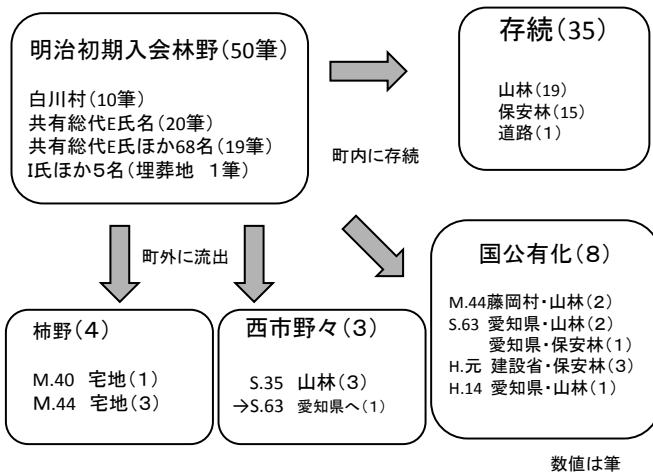 明治初期入会林野(50筆)
白川村(10筆)
共有総代E氏名(20筆)
共有総代E氏ほか68名(19筆)
I氏ほか5名(埋葬地 1筆)
存続(35)
山林(19)
保安林(15)
道路(1)
町内に存続
町外に流出
柿野(4)
M.40 宅地(1)
M.44 宅地(3)
西市野々(3)
S.35 山林(3)
→S.63 愛知県へ(1)
国公有化(8)
M.44藤岡村・山林(2)
S.63 愛知県・山林(2)
愛知県・保安林(1)
H.元 建設省・保安林(3)
H.14 愛知県・山林(1)
数値は筆